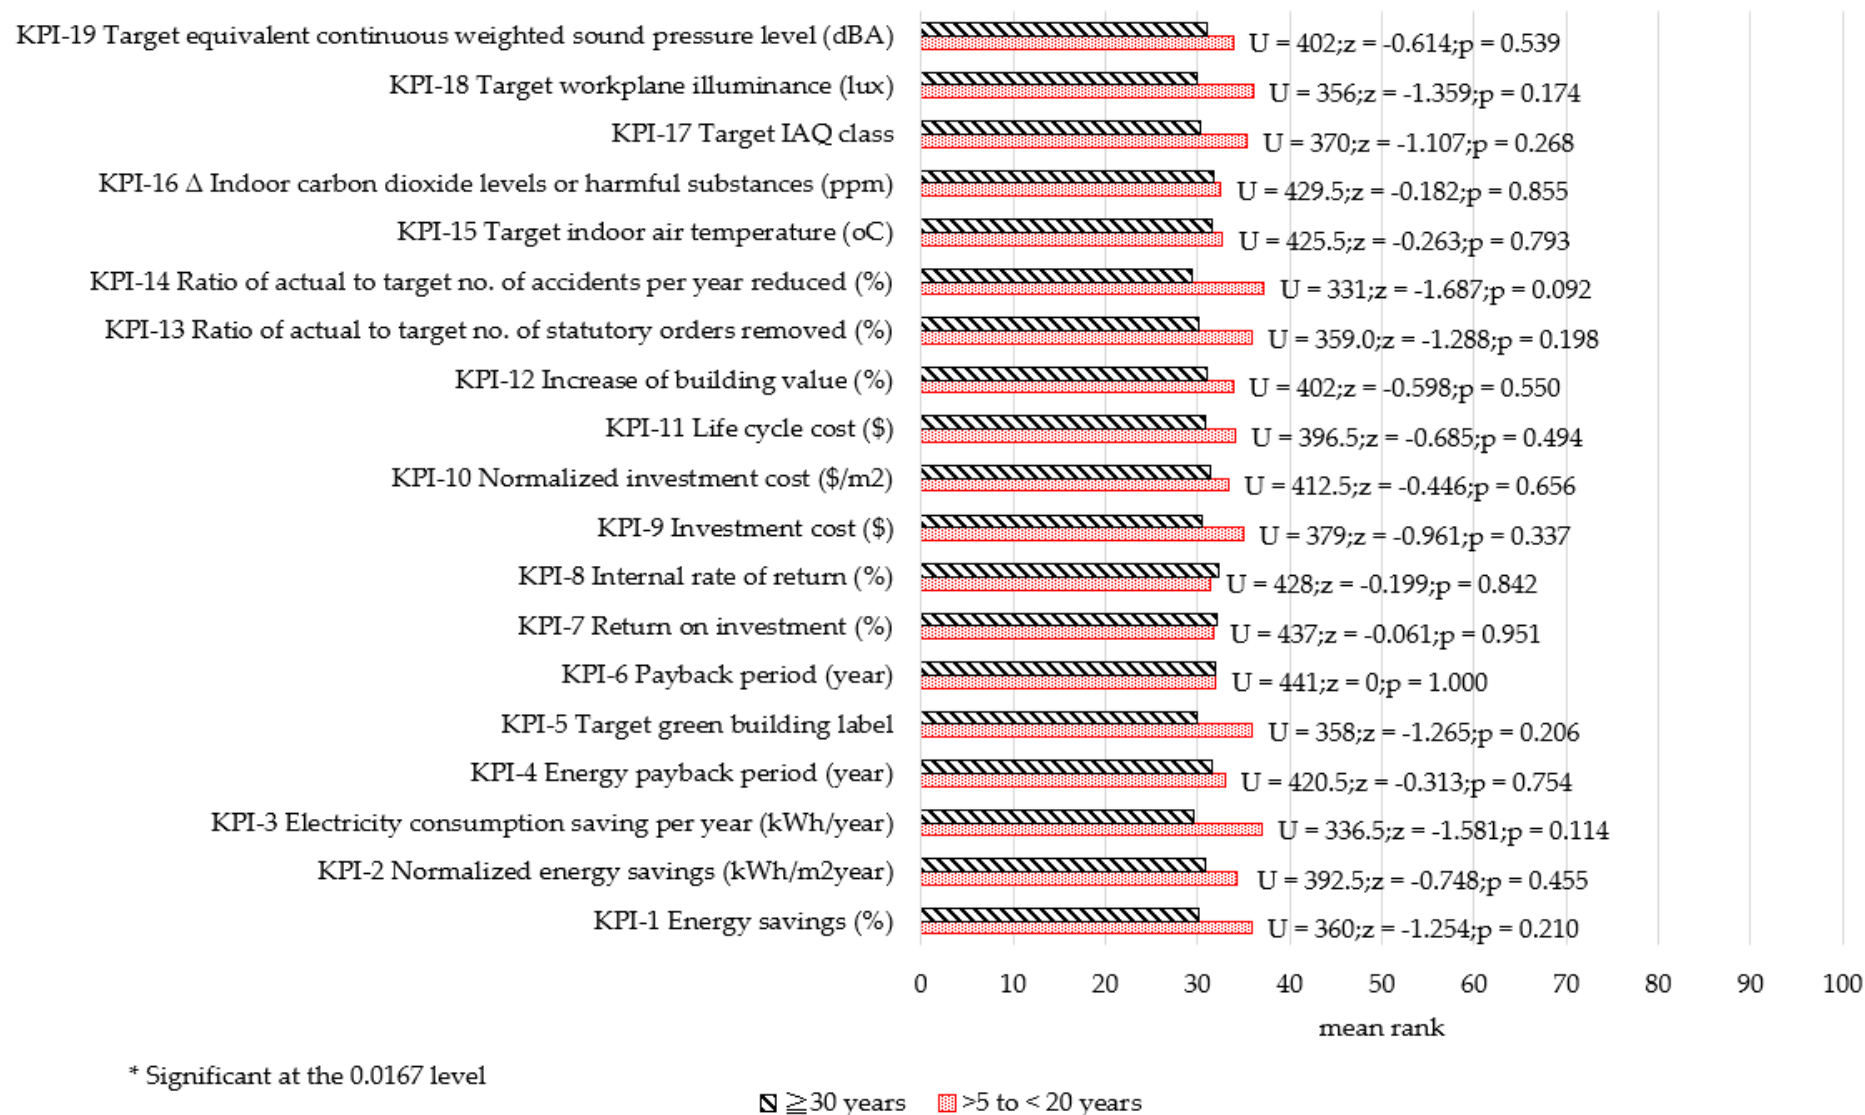 KPI-19 Target equivalent continuous weighted sound pressure level (dBA) U = 402;z = -0.614;p = 0.539
KPI-18 Target workplane illuminance (lux) U = 356;z = -1.359;p = 0.174
KPI-17 Target IAQ class U = 370;z = -1.107;p = 0.268
KPI-16 Δ Indoor carbon dioxide levels or harmful substances (ppm) U = 429.5;z = -0.182;p = 0.855
KPI-15 Target indoor air temperature (oC) U = 425.5;z = -0.263;p = 0.793
KPI-14 Ratio of actual to target no. of accidents per year reduced (%) U = 331;z = -1.687;p = 0.092
KPI-13 Ratio of actual to target no. of statutory orders removed (%) U = 359.0;z = -1.288;p = 0.198
KPI-12 Increase of building value (%) U = 402;z = -0.598;p = 0.550
KPI-11 Life cycle cost ($) U = 396.5;z = -0.685;p = 0.494
KPI-10 Normalized investment cost ($/m2) U = 412.5;z = -0.446;p = 0.656
KPI-9 Investment cost ($) U = 379;z = -0.961;p = 0.337
KPI-8 Internal rate of return (%) U = 428;z = -0.199;p = 0.842
KPI-7 Return on investment (%) U = 437;z = -0.061;p = 0.951
KPI-6 Payback period (year) U = 441;z = 0;p = 1.000
KPI-5 Target green building label U = 358;z = -1.265;p = 0.206
KPI-4 Energy payback period (year) U = 420.5;z = -0.313;p = 0.754
KPI-3 Electricity consumption saving per year (kWh/year) U = 336.5;z = -1.581;p = 0.114
KPI-2 Normalized energy savings (kWh/m2year) U = 392.5;z = -0.748;p = 0.455
KPI-1 Energy savings (%) U = 360;z = -1.254;p = 0.210
0 10 20 30 40 50 60 70 80 90 100
mean rank
* Significant at the 0.0167 level
≧30 years >5 to < 20 years